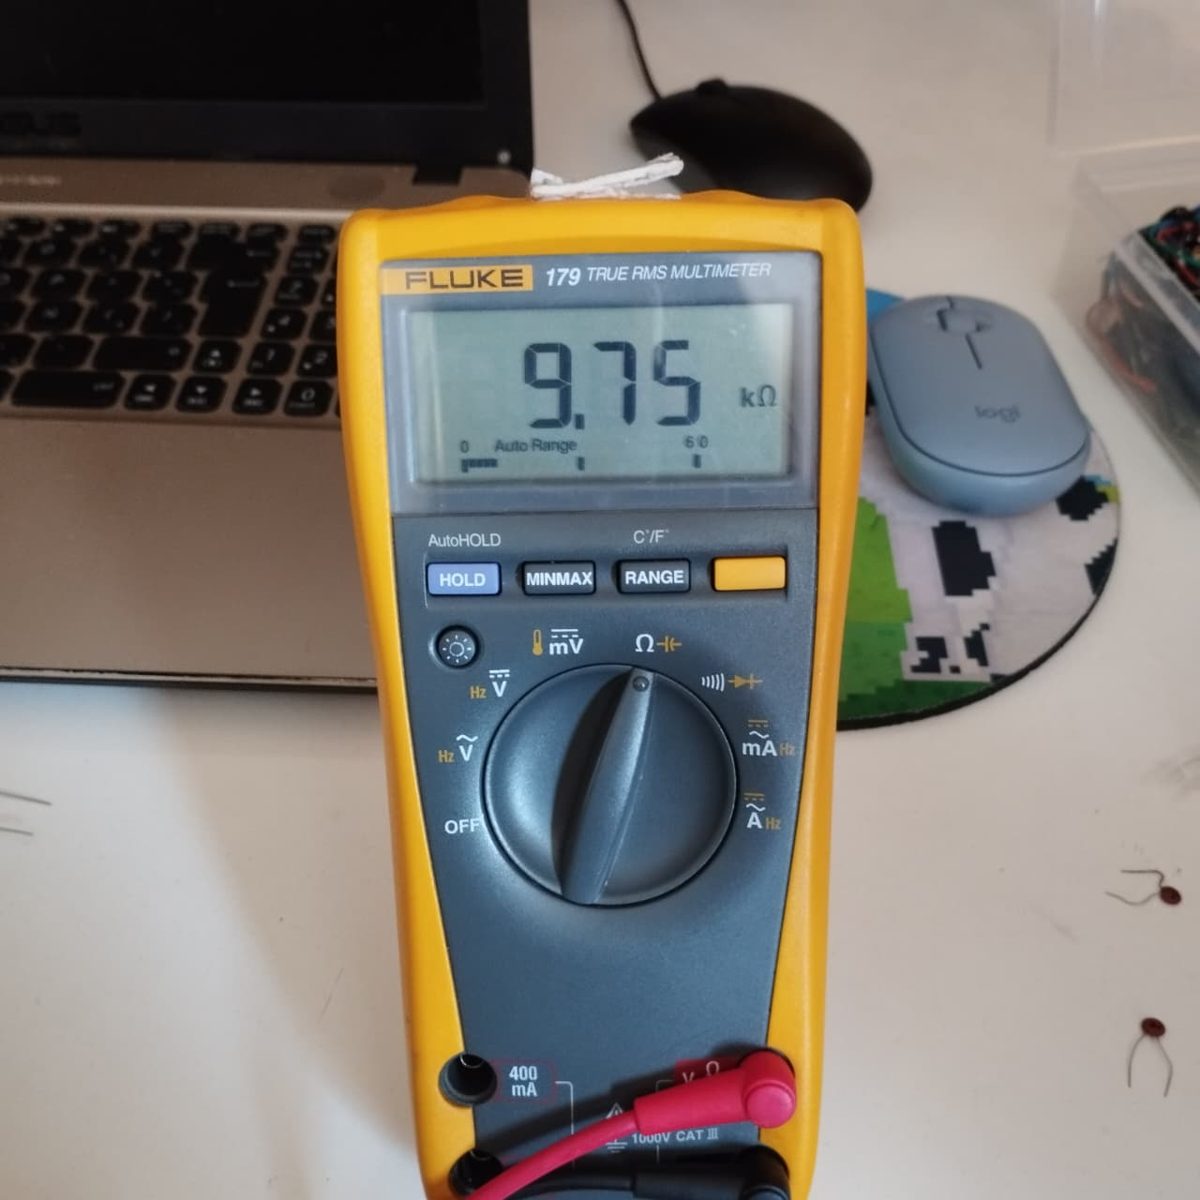 FLUKE 179 TRUE RMS MULTIMETER
9.75 kΩ
0 Auto Range 60
AutoHOLD C°/F°
HOLD MINMAX RANGE
mV Ω
Hz V
Hz V
mA Hz
OFF
A Hz
400
mA
V Ω
1000V CAT III
logi